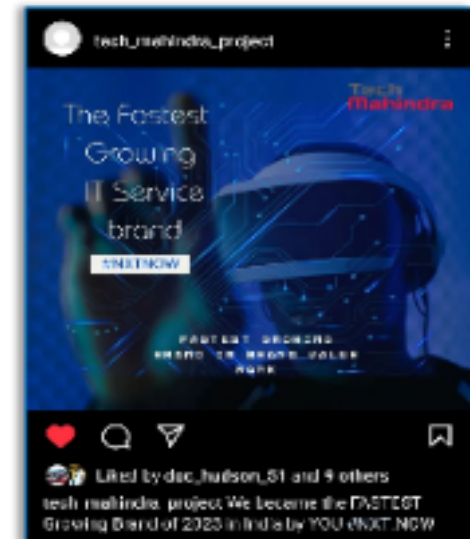 tech_mahindra_project
Tech
Mahindra
The Fastest
Growing
IT Service
brand
#NXTNOW
FASTEST GROWING
BRAND IN BRAND VALUE
RANK
Liked by doc_hudson_51 and 9 others
tech_mahindra_project We became the FASTEST
Growing Brand of 2023 in India by YOU #NXT.NOW